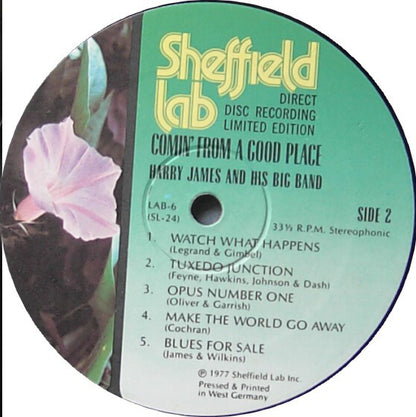 Sheffield
lab
DIRECT
DISC RECORDING
LIMITED EDITION
COMIN' FROM A GOOD PLACE
HARRY JAMES AND HIS BIG BAND
LAB-6
(SL-24)
SIDE 2
33⅓ R.P.M. Stereophonic
1. WATCH WHAT HAPPENS
(Legrand & Gimbel)
2. TUXEDO JUNCTION
(Feyne, Hawkins, Johnson & Dash)
3. OPUS NUMBER ONE
(Oliver & Garrish)
4. MAKE THE WORLD GO AWAY
(Cochran)
5. BLUES FOR SALE
(James & Wilkins)
℗ 1977 Sheffield Lab Inc.
Pressed & Printed
in West Germany